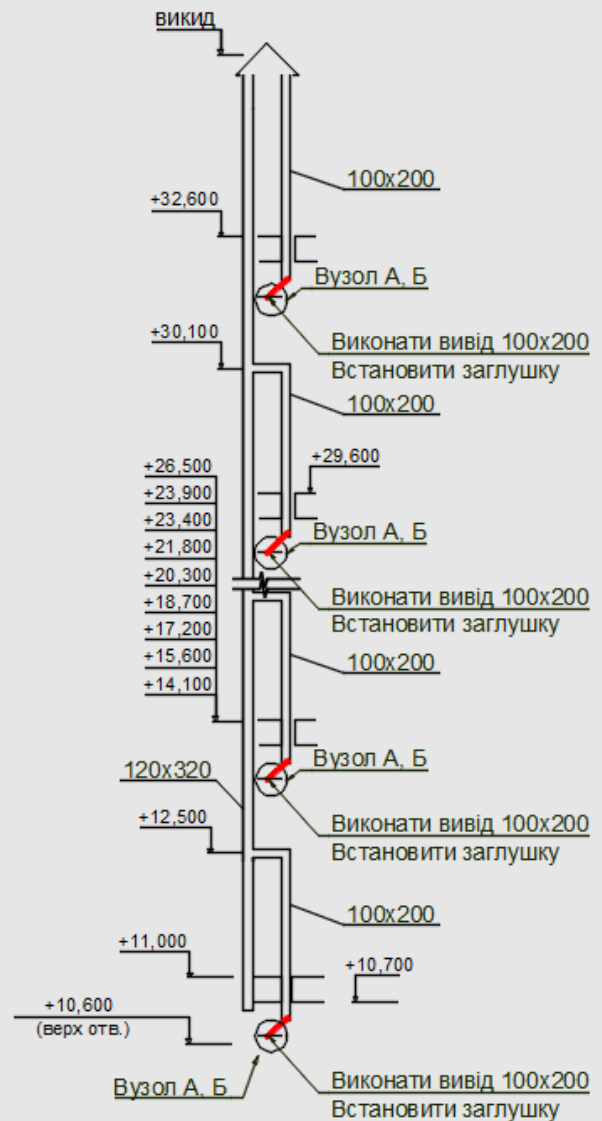 викид
100x200
+32,600
Вузол А, Б
Виконати вивід 100x200
Встановити заглушку
+30,100
100x200
+29,600
+26,500
+23,900
+23,400
+21,800
+20,300
+18,700
+17,200
+15,600
+14,100
Вузол А, Б
Виконати вивід 100x200
Встановити заглушку
100x200
Вузол А, Б
120x320
Виконати вивід 100x200
Встановити заглушку
+12,500
100x200
+11,000
+10,700
+10,600
(верх отв.)
Вузол А, Б
Виконати вивід 100x200
Встановити заглушку